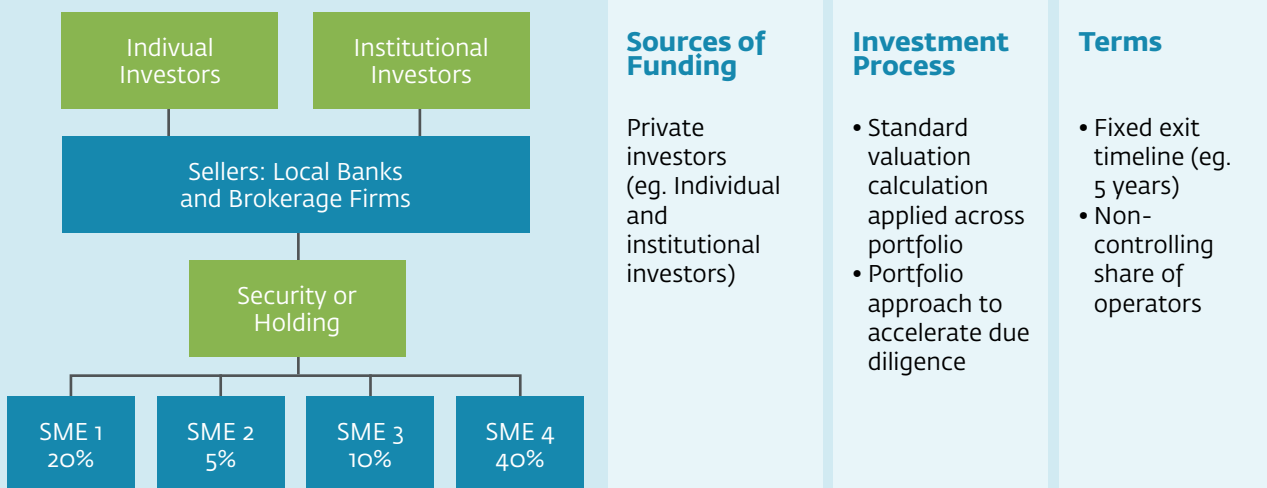 Indivual
Investors
Institutional
Investors
Sellers: Local Banks
and Brokerage Firms
Security or
Holding
SME 1
20%
SME 2
5%
SME 3
10%
SME 4
40%
Sources of
Funding
Private
investors
(eg. Individual
and
institutional
investors)
Investment
Process
• Standard
valuation
calculation
applied across
portfolio
• Portfolio
approach to
accelerate due
diligence
Terms
• Fixed exit
timeline (eg.
5 years)
• Non-
controlling
share of
operators